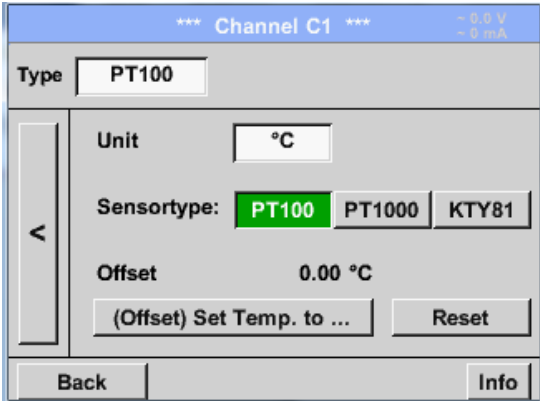 *** Channel C1 ***
~ 0.0 V
~ 0 mA
Type PT100
Unit °C
Sensortype: PT100 PT1000 KTY81
<
Offset 0.00 °C
(Offset) Set Temp. to ... Reset
Back Info